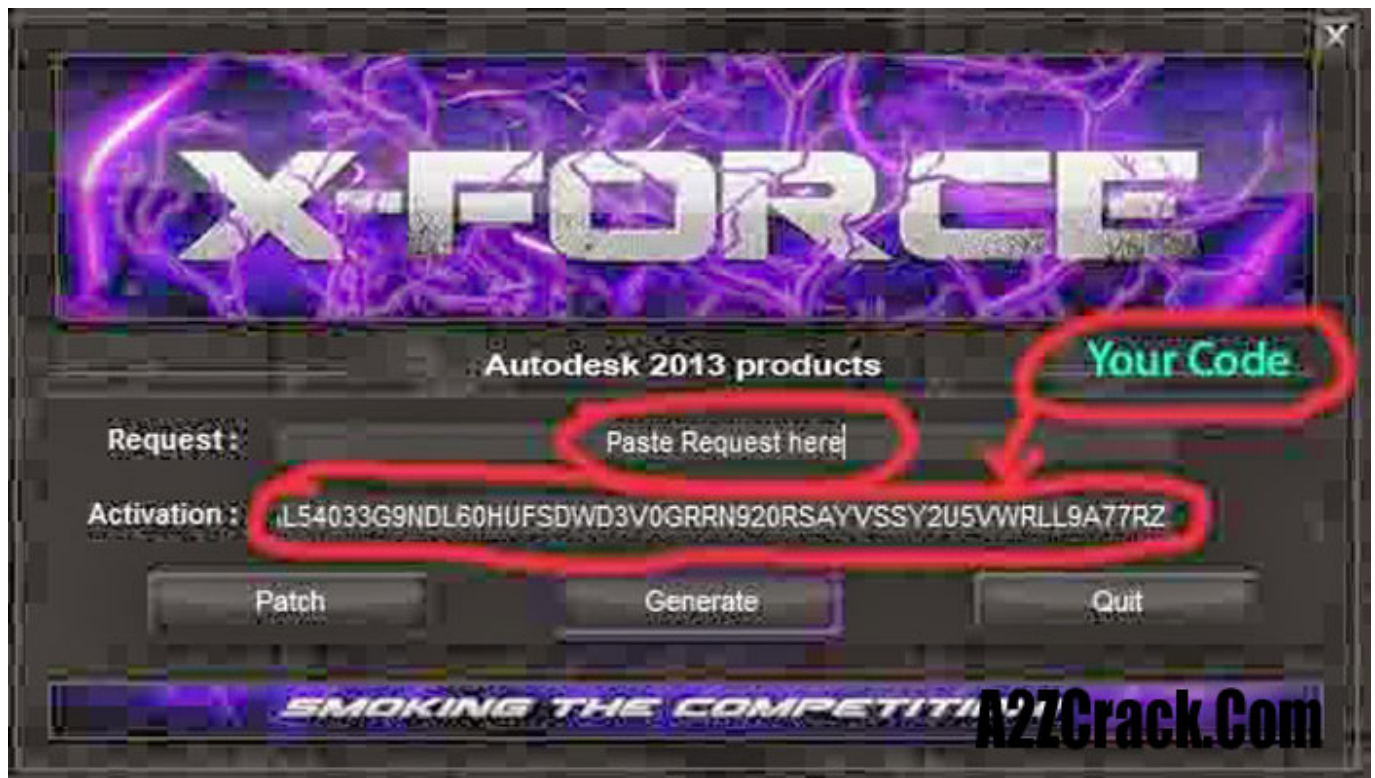 X-FORCE
Autodesk 2013 products
Your Code
Request : Paste Request here
Activation : L54033G9NDL60HUFSDWD3V0GRRN920RSAYVSSY2U5VWRLL9A77RZ
Patch Generate Quit
SMOKING THE COMPETITI
A2ZCrack.Com